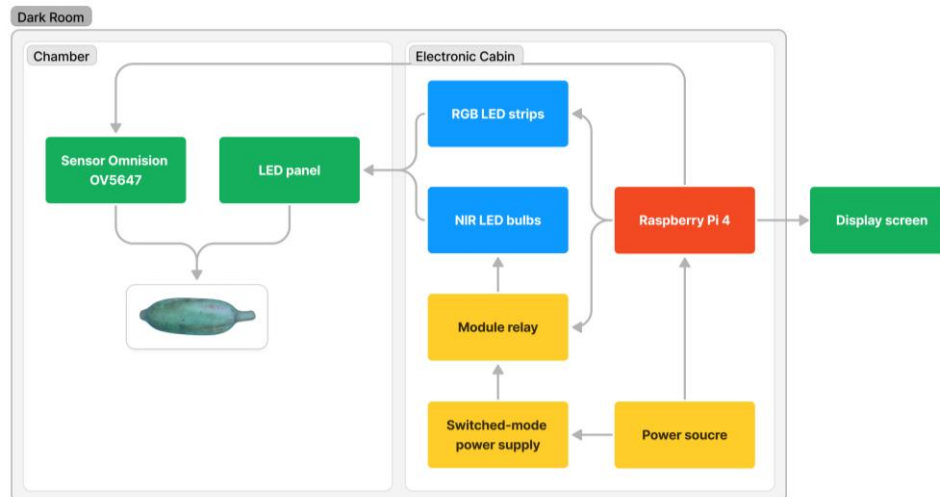 Dark Room
Chamber
Electronic Cabin
RGB LED strips
Sensor Omnision
OV5647
LED panel
NIR LED bulbs
Raspberry Pi 4
Display screen
Module relay
Switched-mode
power supply
Power soucre